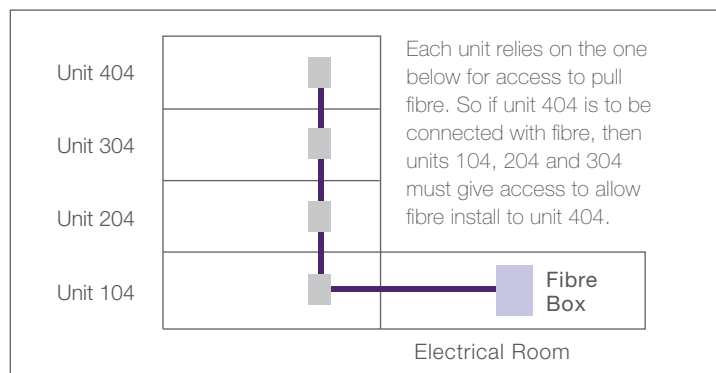 Unit 404
Unit 304
Unit 204
Unit 104
Each unit relies on the one
below for access to pull
fibre. So if unit 404 is to be
connected with fibre, then
units 104, 204 and 304
must give access to allow
fibre install to unit 404.
Fibre
Box
Electrical Room